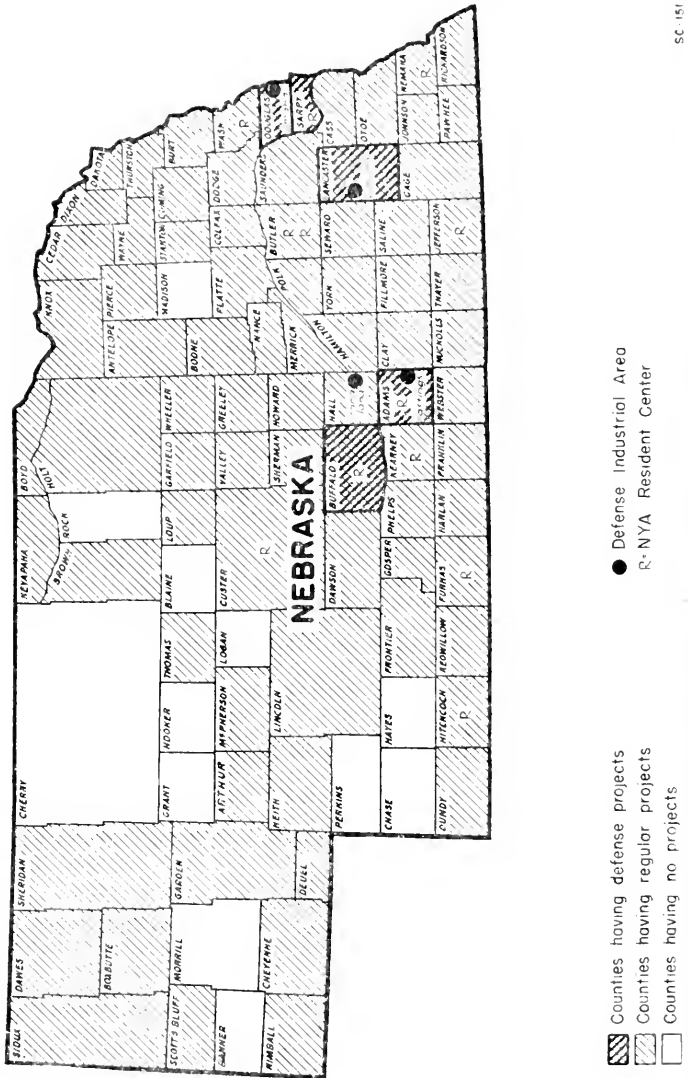 SIOUX
DAWES
BOXBUTTE
SHERIDAN
CHERRY
KEYAPAHA
BOYD
BROWN
ROCK
HOLT
KNOX
CEDAR
DIXON
DAKOTA
ANTELOPE
PIERCE
WAYNE
THURSTON
SCOTTS BLUFF
MORRILL
GARDEN
GRANT
HOOKER
THOMAS
BLAINE
LOUP
GARFIELD
WHEELER
BOONE
MADISON
STANTON
CUMING
BURT
BANNER
KIMBALL
CHEYENNE
DEUEL
ARTHUR
McPHERSON
LOGAN
CUSTER
R
VALLEY
GREELEY
NANCE
PLATTE
COLFAX
DODGE
WASH
R
KEITH
LINCOLN
NEBRASKA
SHERMAN
HOWARD
MERRICK
POLK
BUTLER
R
R
SAUNDERS
DOUGLAS
SARPY
R
PERKINS
DAWSON
BUFFALO
R
HALL
HAMILTON
YORK
SEWARD
LANCASTER
CASS
OTOE
CHASE
HAYES
FRONTIER
GOSPER
PHELPS
KEARNEY
R
ADAMS
R
CLAY
FILLMORE
SALINE
GAGE
JOHNSON
NEMAHA
R
DUNDY
HITCHCOCK
R
REDWILLOW
FURNAS
R
HARLAN
FRANKLIN
WEBSTER
NUCKOLLS
THAYER
JEFFERSON
R
PAWNEE
RICHARDSON
Counties having defense projects
Counties having regular projects
Counties having no projects
Defense Industrial Area
R= NYA Resident Center
SC-151